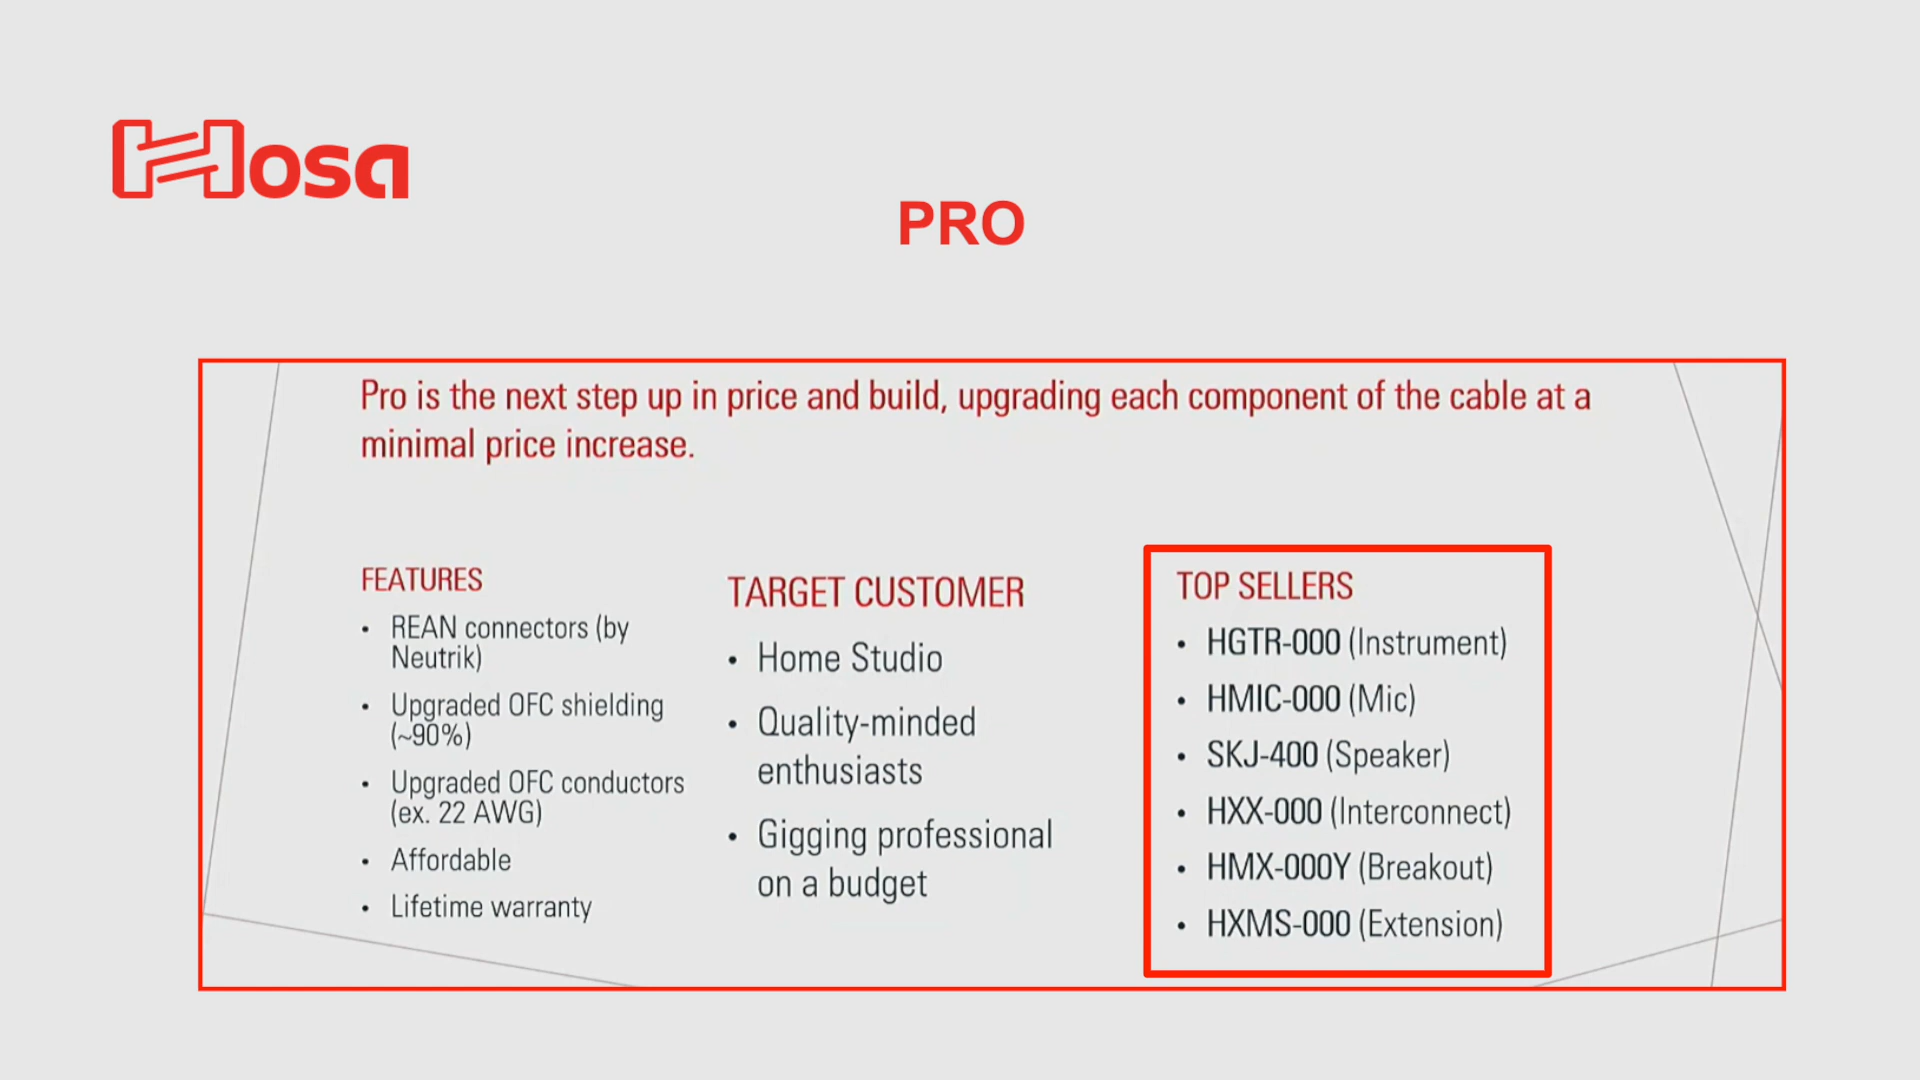 Hosa
PRO
Pro is the next step up in price and build, upgrading each component of the cable at a
minimal price increase.
FEATURES
• REAN connectors (by
Neutrik)
• Upgraded OFC shielding
(~90%)
• Upgraded OFC conductors
(ex. 22 AWG)
• Affordable
• Lifetime warranty
TARGET CUSTOMER
• Home Studio
• Quality-minded
enthusiasts
• Gigging professional
on a budget
TOP SELLERS
• HGTR-000 (Instrument)
• HMIC-000 (Mic)
• SKJ-400 (Speaker)
• HXX-000 (Interconnect)
• HMX-000Y (Breakout)
• HXMS-000 (Extension)